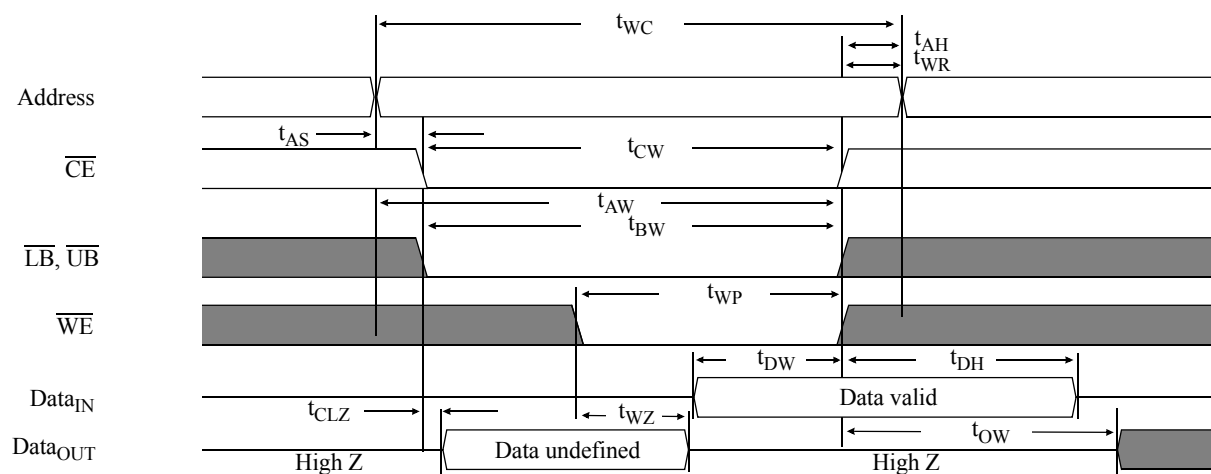 tWC
tAH
tWR
Address
tAS
tCW
CE
tAW
tBW
LB, UB
tWP
WE
tDW
tDH
DataIN
Data valid
tCLZ
tWZ
tOW
DataOUT
Data undefined
High Z
High Z